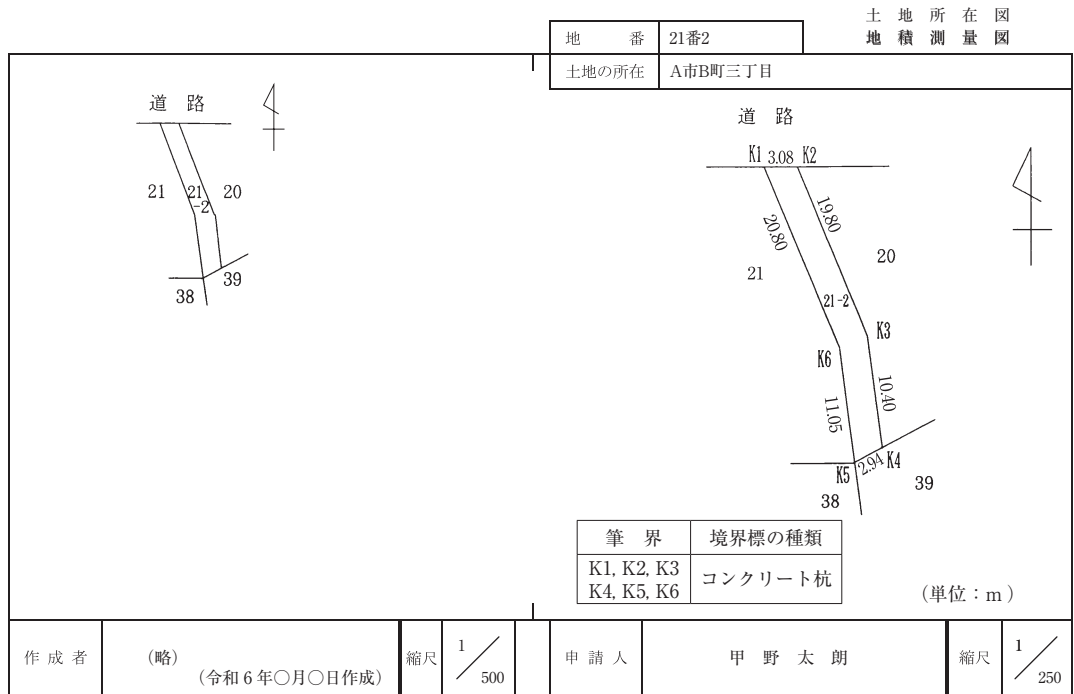 土地所在図
地積測量図
地番 21番2
土地の所在 A市B町三丁目
道路
21
21
-2
20
38
39
道路
K1 3.08 K2
20.80
19.80
21
20
21-2
K3
K6
11.05
10.40
K5
2.94
K4
38
39
筆界 境界標の種類
K1, K2, K3
K4, K5, K6
コンクリート杭
(単位：m)
作成者
(略)
(令和6年○月○日作成)
縮尺
1/500
申請人
甲野太朗
縮尺
1/250